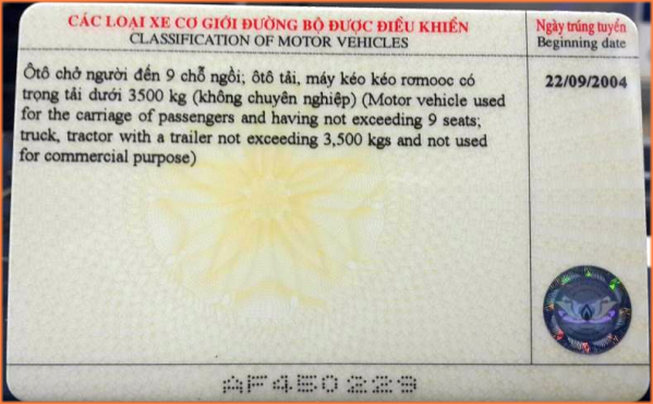 CÁC LOẠI XE CƠ GIỚI ĐƯỜNG BỘ ĐƯỢC ĐIỀU KHIỂN
CLASSIFICATION OF MOTOR VEHICLES
Ngày trúng tuyển
Beginning date
Ôtô chở người đến 9 chỗ ngồi; ôtô tải, máy kéo kéo rơmooc có
trọng tải dưới 3500 kg (không chuyên nghiệp) (Motor vehicle used
for the carriage of passengers and having not exceeding 9 seats;
truck, tractor with a trailer not exceeding 3,500 kgs and not used
for commercial purpose)
22/09/2004
AF450229